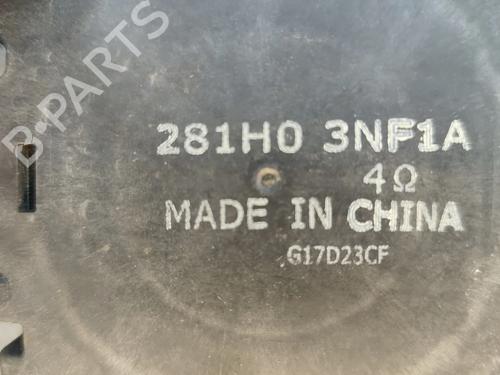 B-PARTS
281H0 3NF1A
4Ω
MADE IN CHINA
G17D23CF